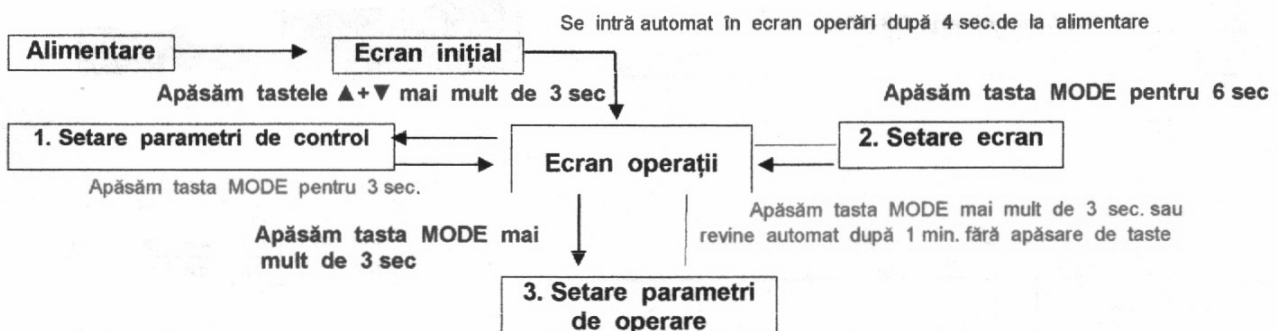 Se intră automat în ecran operări după 4 sec.de la alimentare
Alimentare
Ecran inițial
Apăsăm tastele ▲+▼ mai mult de 3 sec
Apăsăm tasta MODE pentru 6 sec
1. Setare parametri de control
Ecran operații
2. Setare ecran
Apăsăm tasta MODE pentru 3 sec.
Apăsăm tasta MODE mai mult de 3 sec. sau
revine automat după 1 min. fără apăsare de taste
Apăsăm tasta MODE mai
mult de 3 sec
3. Setare parametri
de operare